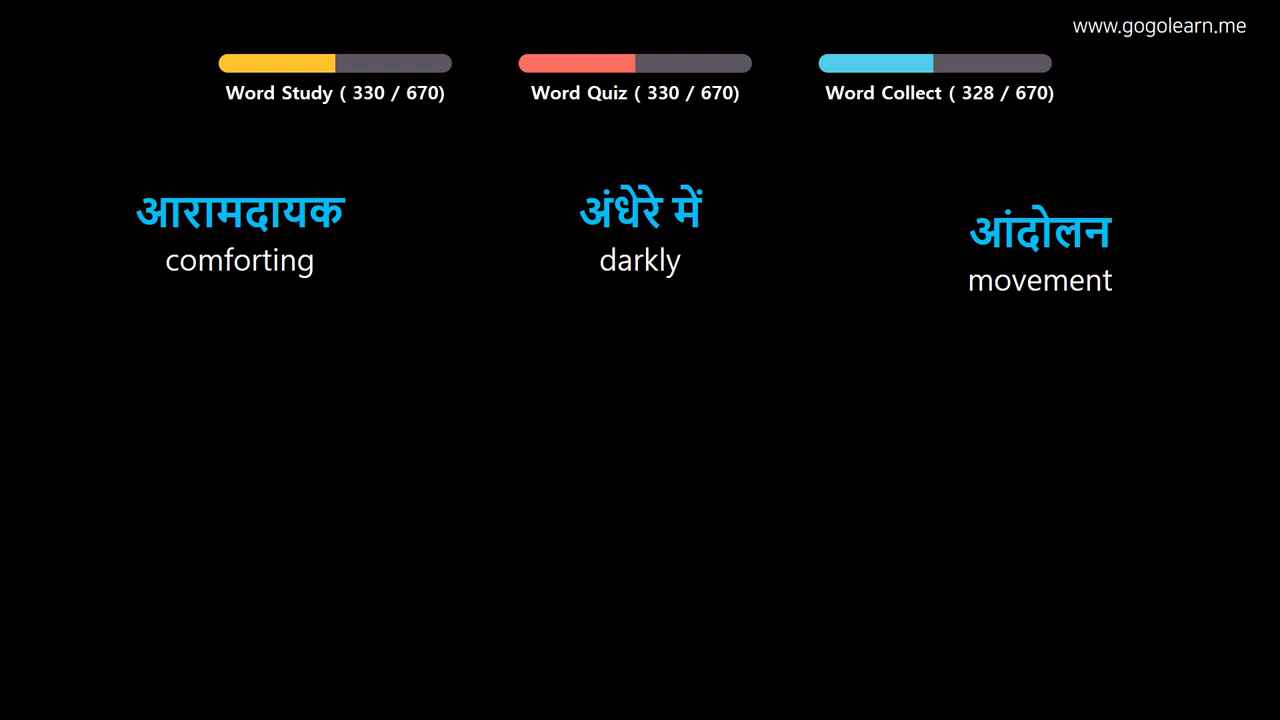 www.gogolearn.me
Word Study ( 330 / 670)
Word Quiz ( 330 / 670)
Word Collect ( 328 / 670)
आरामदायक
comforting
अंधेरे में
darkly
आंदोलन
movement